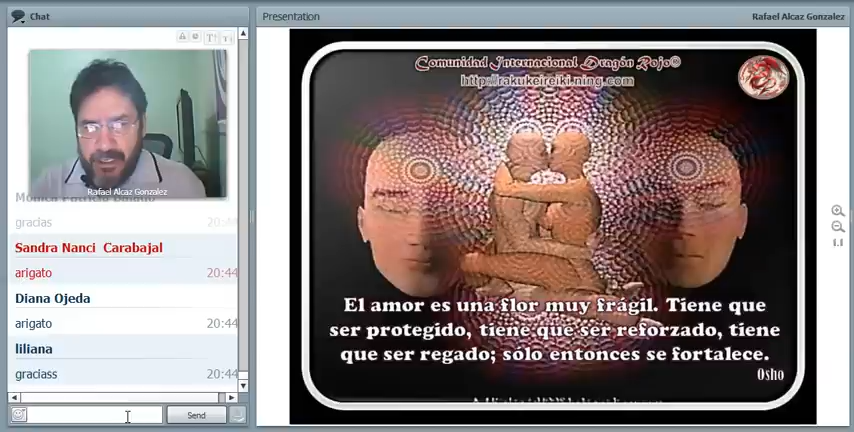 Chat
Rafael Alcaz Gonzalez
gracias
20:44
Sandra Nanci Carabajal
arigato
20:44
Diana Ojeda
arigato
20:44
liliana
graciass
20:44
Send
Presentation
Rafael Alcaz Gonzalez
Comunidad Internacional Dragón Rojo©
http://rakukeireiki.ning.com
El amor es una flor muy frágil. Tiene que
ser protegido, tiene que ser reforzado, tiene
que ser regado; sólo entonces se fortalece.
Osho